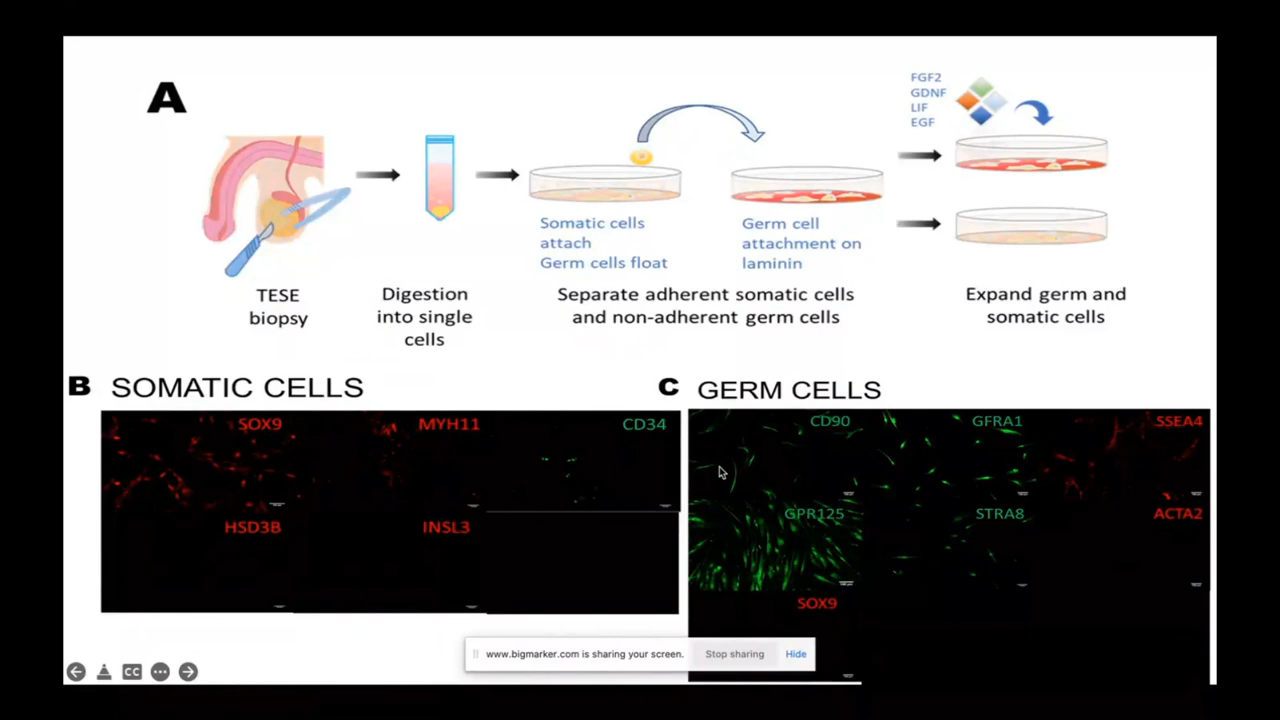 A
FGF2
GDNF
LIF
EGF
Somatic cells
attach
Germ cells float
Germ cell
attachment on
laminin
TESE
biopsy
Digestion
into single
cells
Separate adherent somatic cells
and non-adherent germ cells
Expand germ and
somatic cells
B SOMATIC CELLS
SOX9
MYH11
CD34
HSD3B
INSL3
C GERM CELLS
CD90
GFRA1
SSEA4
GPR125
STRA8
ACTA2
SOX9
www.bigmarker.com is sharing your screen. Stop sharing Hide
CC